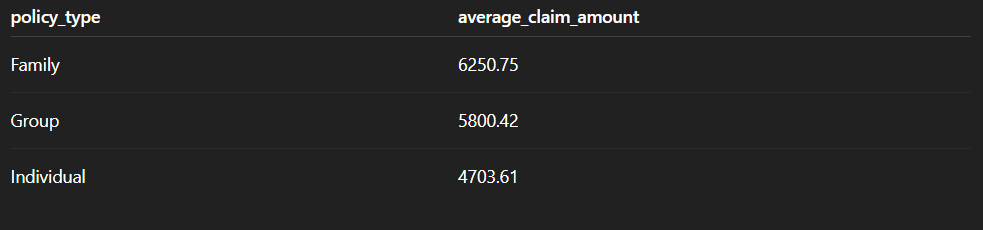 policy_type average_claim_amount
Family 6250.75
Group 5800.42
Individual 4703.61